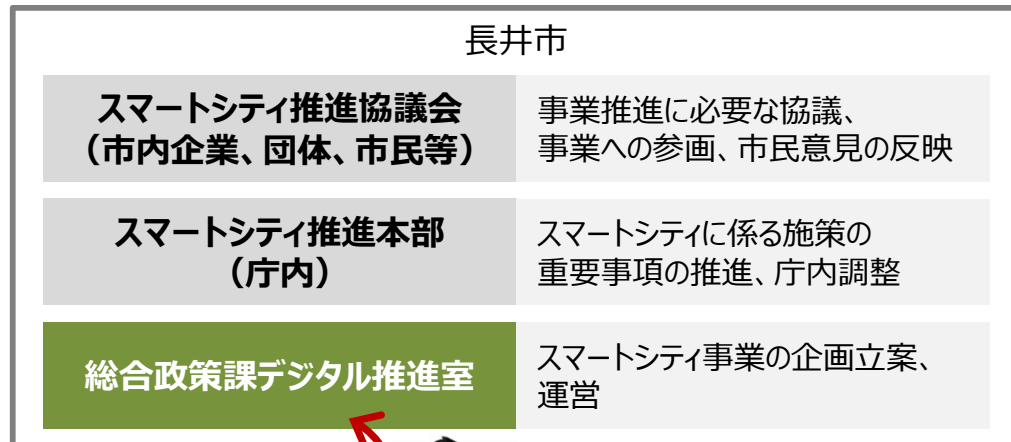 長井市
スマートシティ推進協議会
（市内企業、団体、市民等）
事業推進に必要な協議、
事業への参画、市民意見の反映
スマートシティ推進本部
（庁内）
スマートシティに係る施策の
重要事項の推進、庁内調整
総合政策課デジタル推進室
スマートシティ事業の企画立案、
運営